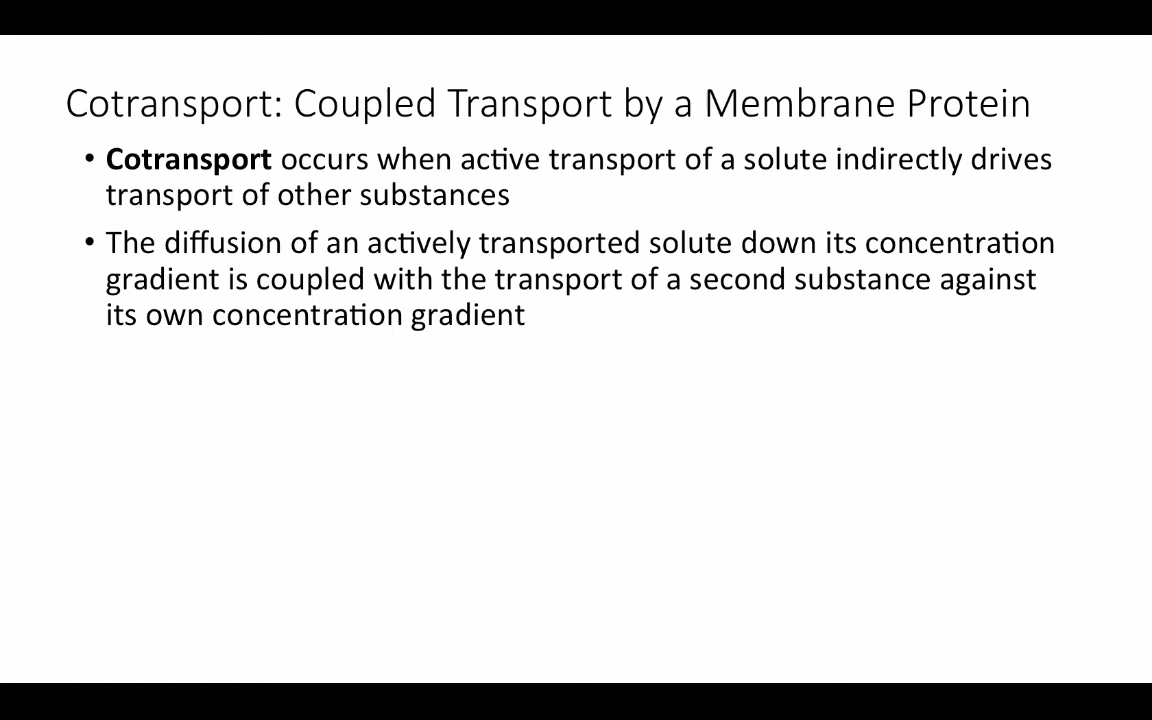 Cotransport: Coupled Transport by a Membrane Protein
• Cotransport occurs when active transport of a solute indirectly drives
transport of other substances
• The diffusion of an actively transported solute down its concentration
gradient is coupled with the transport of a second substance against
its own concentration gradient